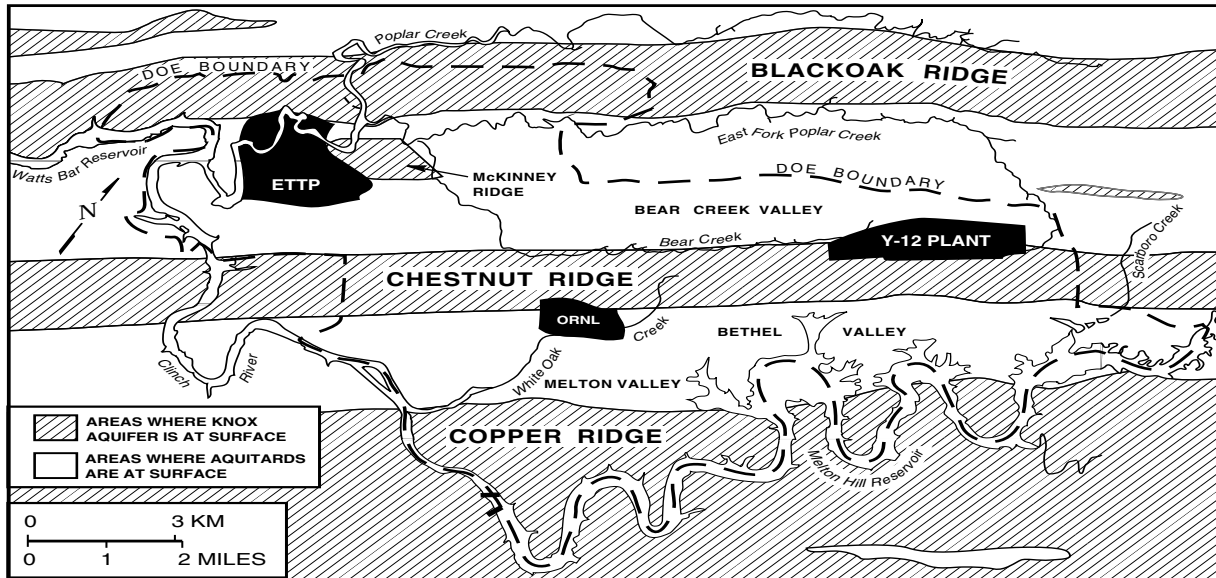 Poplar Creek
DOE BOUNDARY
BLACKOAK RIDGE
East Fork Poplar Creek
Watts Bar Reservoir
ETTP
McKINNEY
RIDGE
DOE BOUNDARY
N
BEAR CREEK VALLEY
Bear Creek
Y-12 PLANT
Scarboro Creek
CHESTNUT RIDGE
ORNL
Creek
BETHEL VALLEY
Clinch
River
White Oak
MELTON VALLEY
AREAS WHERE KNOX
AQUIFER IS AT SURFACE
AREAS WHERE AQUITARDS
ARE AT SURFACE
COPPER RIDGE
Melton Hill Reservoir
0 3 KM
0 1 2 MILES